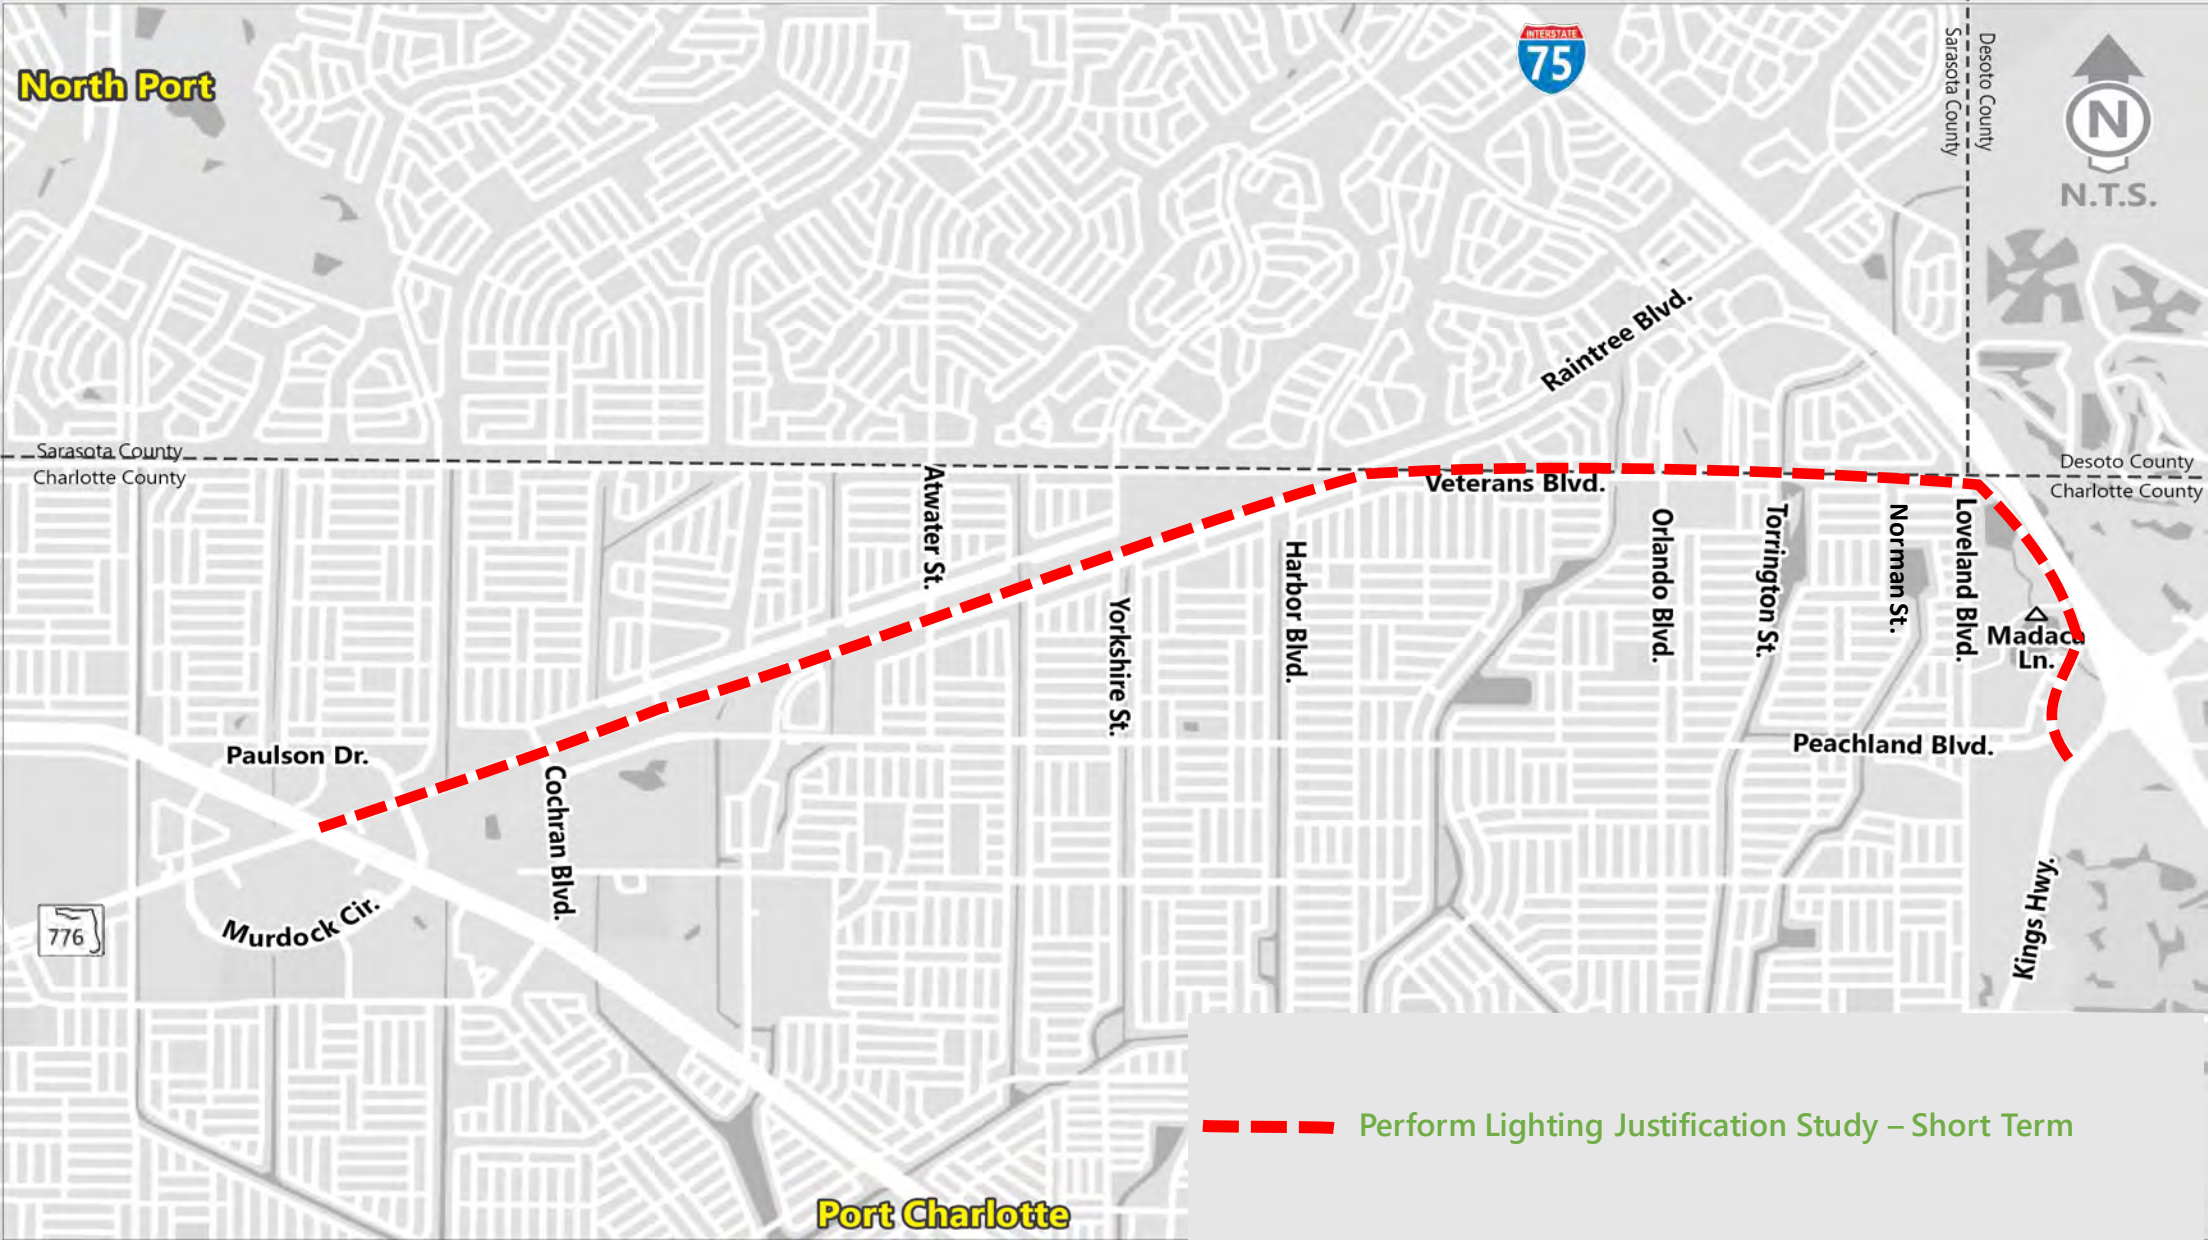 INTERSTATE
75
Sarasota County
Desoto County
N
N.T.S.
North Port
Raintree Blvd.
Sarasota County
Charlotte County
Desoto County
Charlotte County
Veterans Blvd.
Atwater St.
Yorkshire St.
Harbor Blvd.
Orlando Blvd.
Torrington St.
Norman St.
Loveland Blvd.
Madaca
Ln.
Paulson Dr.
Peachland Blvd.
Cochran Blvd.
Murdock Cir.
776
Kings Hwy.
Perform Lighting Justification Study – Short Term
Port Charlotte